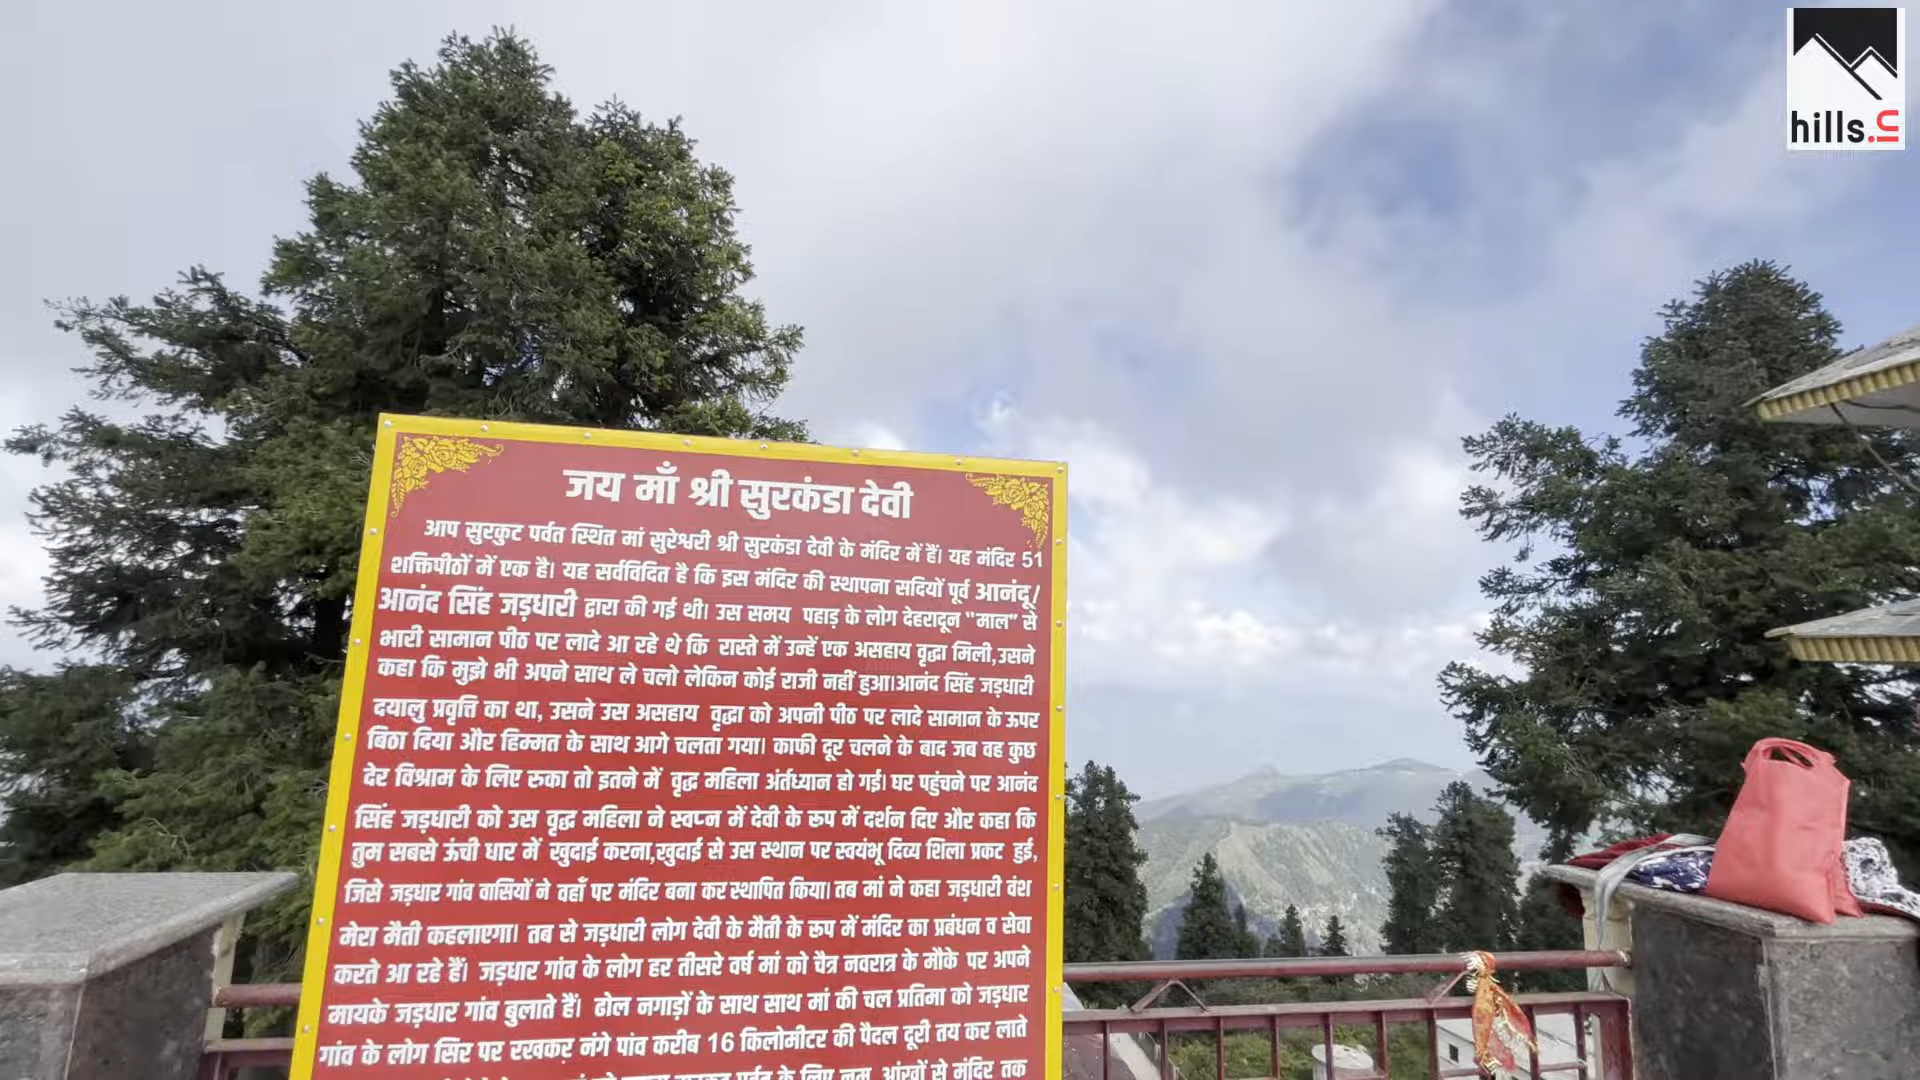 hills.in
जय माँ श्री सुरकंडा देवी
आप सुरकुट पर्वत स्थित मां सुरेश्वरी श्री सुरकंडा देवी के मंदिर में हैं। यह मंदिर 51
शक्तिपीठों में एक है। यह सर्वविदित है कि इस मंदिर की स्थापना सदियों पूर्व आनंदू/
आनंद सिंह जड़धारी द्वारा की गई थी। उस समय पहाड़ के लोग देहरादून "माल" से
भारी सामान पीठ पर लादे आ रहे थे कि रास्ते में उन्हें एक असहाय वृद्धा मिली,उसने
कहा कि मुझे भी अपने साथ ले चलो लेकिन कोई राजी नहीं हुआ।आनंद सिंह जड़धारी
दयालु प्रवृत्ति का था, उसने उस असहाय वृद्धा को अपनी पीठ पर लादे सामान के ऊपर
बिठा दिया और हिम्मत के साथ आगे चलता गया। काफी दूर चलने के बाद जब वह कुछ
देर विश्राम के लिए रुका तो इतने में वृद्ध महिला अंर्तध्यान हो गई। घर पहुंचने पर आनंद
सिंह जड़धारी को उस वृद्ध महिला ने स्वप्न में देवी के रूप में दर्शन दिए और कहा कि
तुम सबसे ऊंची धार में खुदाई करना,खुदाई से उस स्थान पर स्वयंभू दिव्य शिला प्रकट हुई,
जिसे जड़धार गांव वासियों ने वहाँ पर मंदिर बना कर स्थापित किया। तब मां ने कहा जड़धारी वंश
मेरा मैती कहलाएगा। तब से जड़धारी लोग देवी के मैती के रूप में मंदिर का प्रबंधन व सेवा
करते आ रहे हैं। जड़धार गांव के लोग हर तीसरे वर्ष मां को चैत्र नवरात्र के मौके पर अपने
मायके जड़धार गांव बुलाते हैं। ढोल नगाड़ों के साथ साथ मां की चल प्रतिमा को जड़धार
गांव के लोग सिर पर रखकर नंगे पांव करीब 16 किलोमीटर की पैदल दूरी तय कर लाते
पर्वत के लिए नम आंखों से मंदिर तक